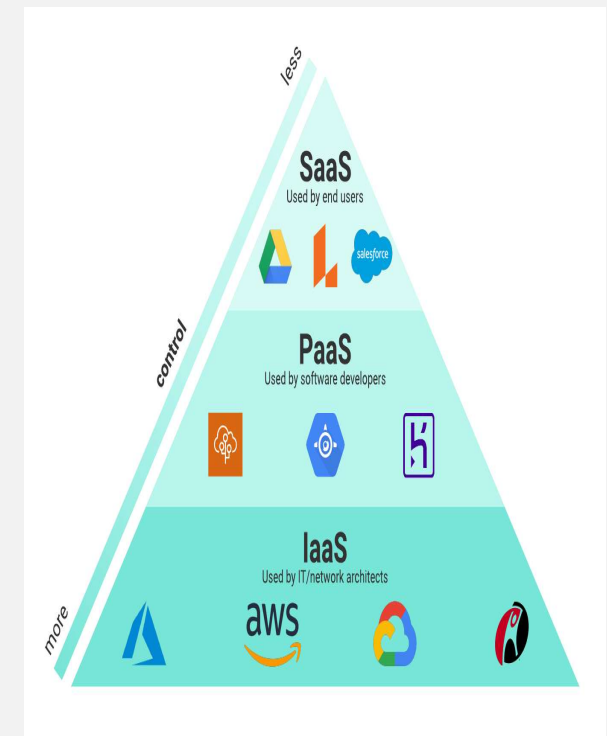 less
SaaS
Used by end users
salesforce
control
PaaS
Used by software developers
IaaS
Used by IT/network architects
aws
more